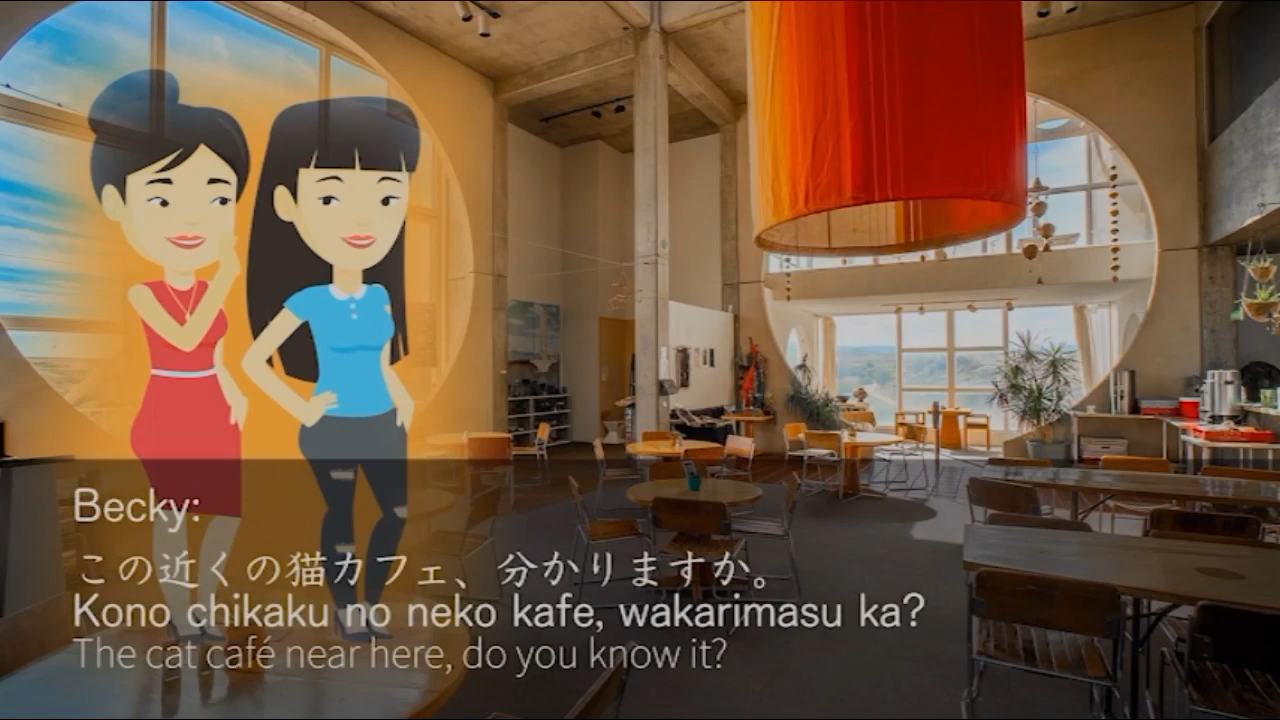 Becky:
この近くの猫カフェ、分かりますか。
Kono chikaku no neko kafe, wakarimasu ka?
The cat café near here, do you know it?